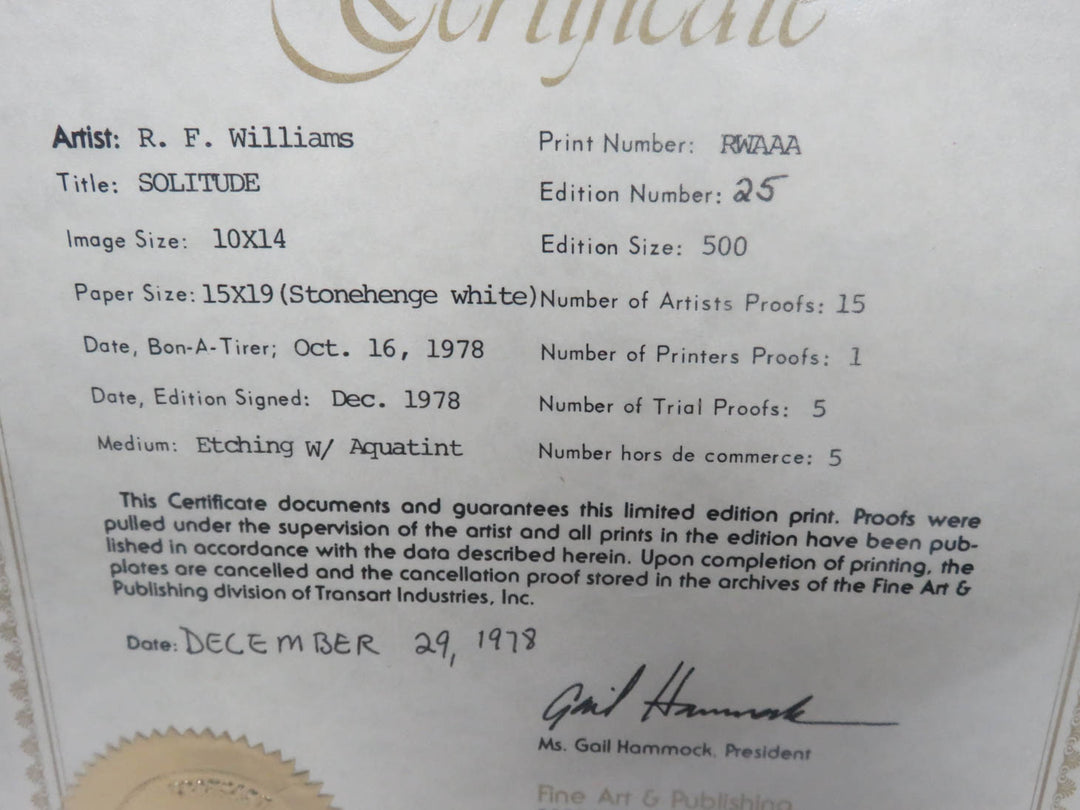 Certificate
Artist: R. F. Williams
Print Number: RWAAA
Title: SOLITUDE
Edition Number: 25
Image Size: 10X14
Edition Size: 500
Paper Size: 15X19 (Stonehenge white)
Number of Artists Proofs: 15
Date, Bon-A-Tirer; Oct. 16, 1978
Number of Printers Proofs: 1
Date, Edition Signed: Dec. 1978
Number of Trial Proofs: 5
Medium: Etching w/ Aquatint
Number hors de commerce: 5
This Certificate documents and guarantees this limited edition print. Proofs were
pulled under the supervision of the artist and all prints in the edition have been pub-
lished in accordance with the data described herein. Upon completion of printing, the
plates are cancelled and the cancellation proof stored in the archives of the Fine Art &
Publishing division of Transart Industries, Inc.
Date: DECEMBER 29, 1978
Gail Hammock
Ms. Gail Hammock, President
Fine Art & Publishing